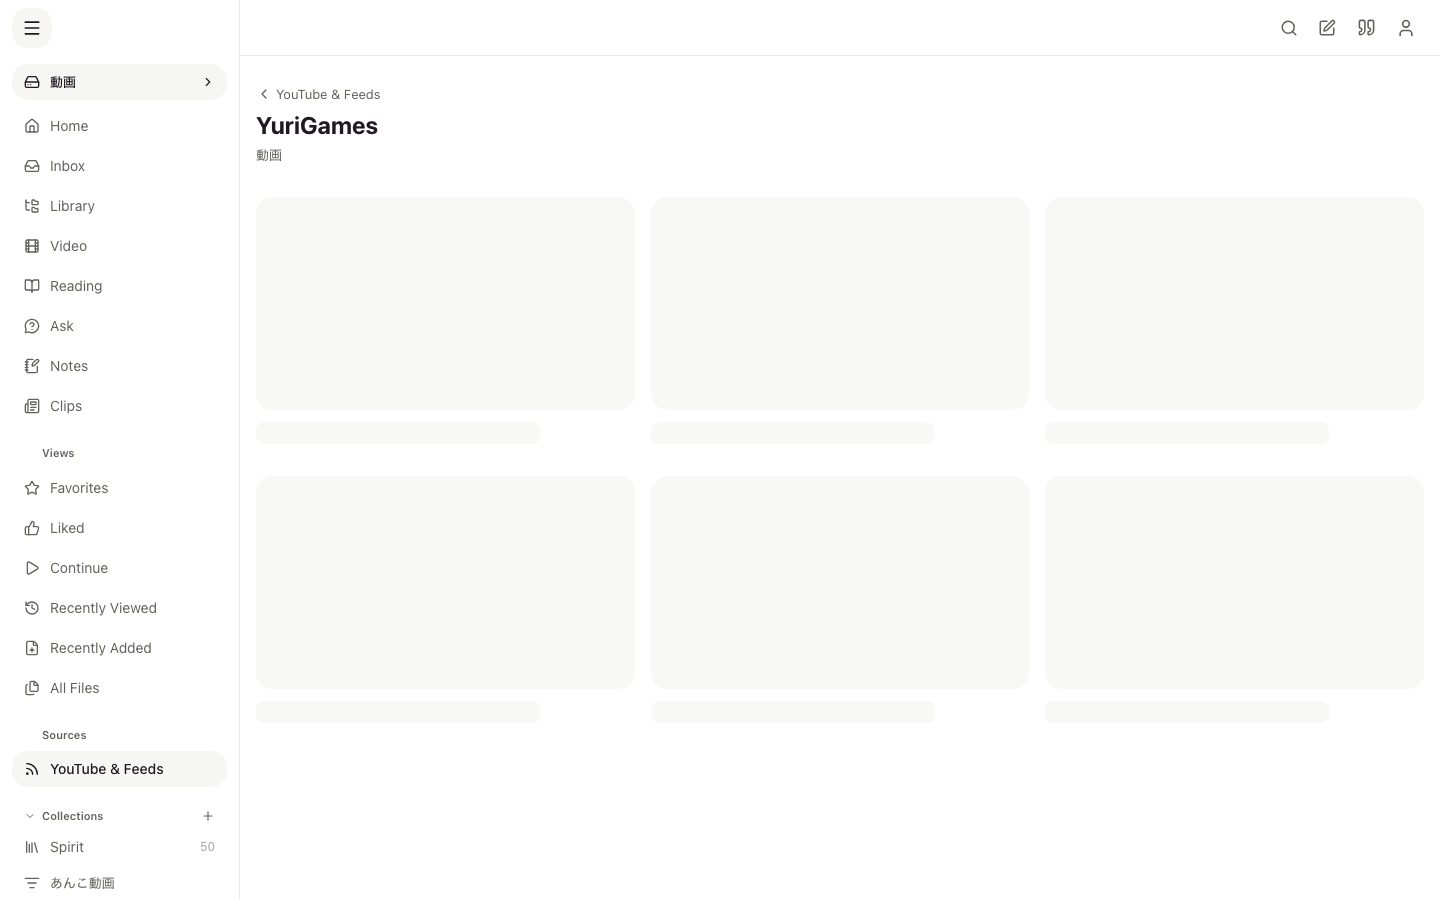 動画
Home
Inbox
Library
Video
Reading
Ask
Notes
Clips
Views
Favorites
Liked
Continue
Recently Viewed
Recently Added
All Files
Sources
YouTube & Feeds
Collections
Spirit 50
あんこ動画
YouTube & Feeds
YuriGames
動画